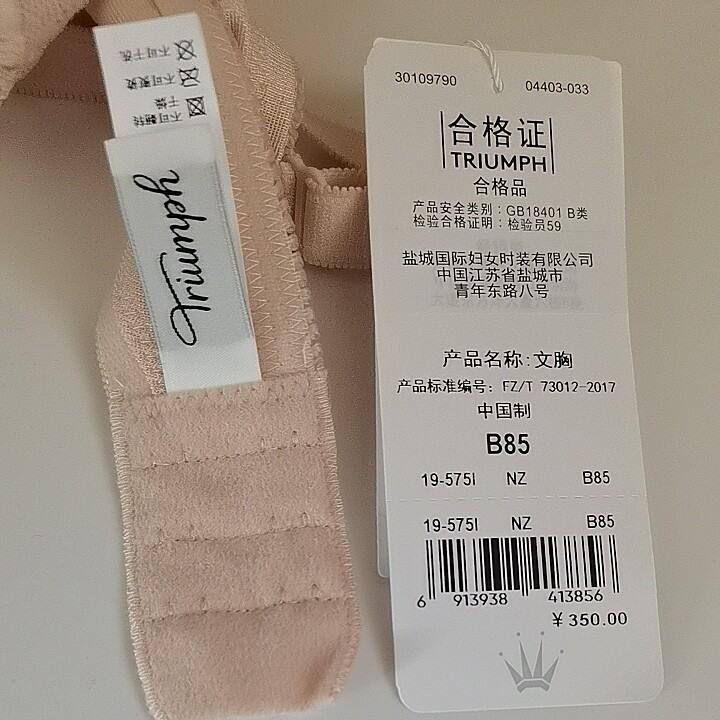 不可干洗
不可熨烫
不可翻转
干燥
30109790 04403-033
合格证
TRIUMPH
合格品
产品安全类别：GB18401 B类
检验合格证明：检验员59
盐城国际妇女时装有限公司
中国江苏省盐城市
青年东路八号
产品名称:文胸
产品标准编号: FZ/T 73012-2017
中国制
B85
19-575I NZ B85
19-575I NZ B85
6 913938 413856
¥350.00